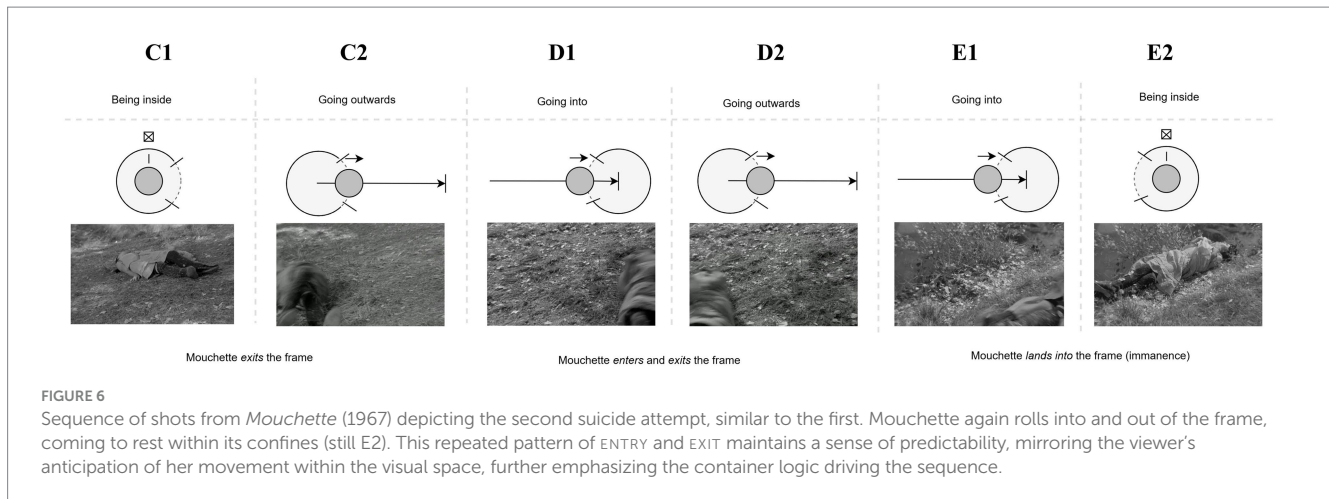 C1 C2 D1 D2 E1 E2
Being inside Going outwards Going into Going outwards Going into Being inside
Mouchette exits the frame Mouchette enters and exits the frame Mouchette lands into the frame (immanence)
FIGURE 6
Sequence of shots from Mouchette (1967) depicting the second suicide attempt, similar to the first. Mouchette again rolls into and out of the frame,
coming to rest within its confines (still E2). This repeated pattern of ENTRY and EXIT maintains a sense of predictability, mirroring the viewer's
anticipation of her movement within the visual space, further emphasizing the container logic driving the sequence.